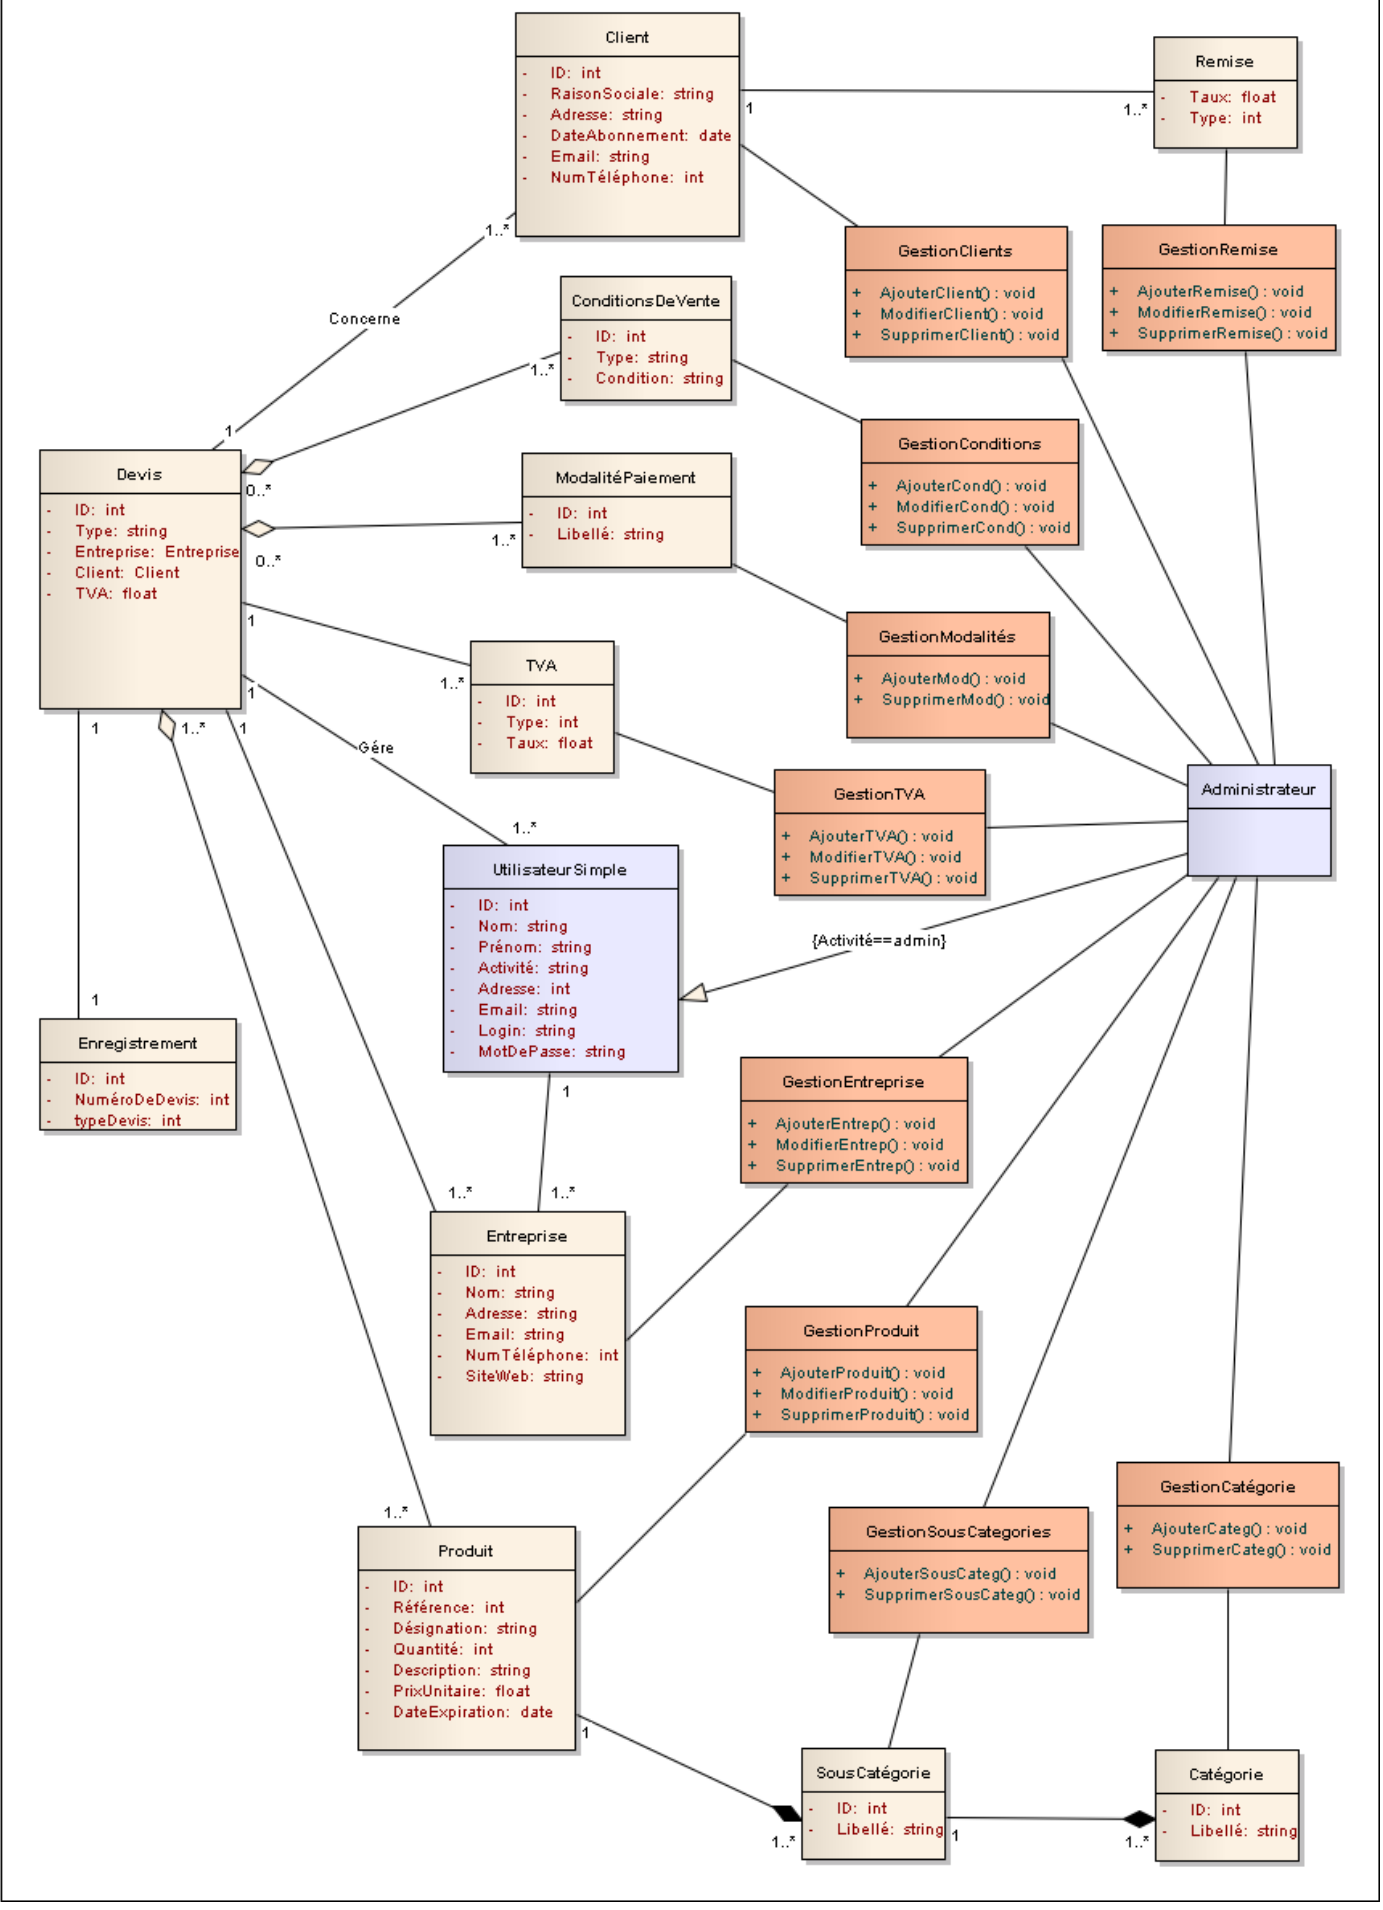 Client
- ID: int
- RaisonSociale: string
- Adresse: string
- DateAbonnement: date
- Email: string
- NumTéléphone: int
Remise
- Taux: float
- Type: int
1
1..*
1..*
Concerne
1
GestionClients
+ AjouterClient() : void
+ ModifierClient() : void
+ SupprimerClient() : void
GestionRemise
+ AjouterRemise() : void
+ ModifierRemise() : void
+ SupprimerRemise() : void
ConditionsDeVente
- ID: int
- Type: string
- Condition: string
1..*
0..*
GestionConditions
+ AjouterCond() : void
+ ModifierCond() : void
+ SupprimerCond() : void
Devis
- ID: int
- Type: string
- Entreprise: Entreprise
- Client: Client
- TVA: float
ModalitéPaiement
- ID: int
- Libellé: string
1..*
0..*
GestionModalités
+ AjouterMod() : void
+ SupprimerMod() : void
1
1..*
TVA
- ID: int
- Type: int
- Taux: float
1
Gére
1..*
1
1..*
1
GestionTVA
+ AjouterTVA() : void
+ ModifierTVA() : void
+ SupprimerTVA() : void
Administrateur
UtilisateurSimple
- ID: int
- Nom: string
- Prénom: string
- Activité: string
- Adresse: int
- Email: string
- Login: string
- MotDePasse: string
{Activité==admin}
1
Enregistrement
- ID: int
- NuméroDeDevis: int
- typeDevis: int
1
1..*
1..*
GestionEntreprise
+ AjouterEntrep() : void
+ ModifierEntrep() : void
+ SupprimerEntrep() : void
Entreprise
- ID: int
- Nom: string
- Adresse: string
- Email: string
- NumTéléphone: int
- SiteWeb: string
GestionProduit
+ AjouterProduit() : void
+ ModifierProduit() : void
+ SupprimerProduit() : void
1..*
Produit
- ID: int
- Référence: int
- Désignation: string
- Quantité: int
- Description: string
- PrixUnitaire: float
- DateExpiration: date
GestionSousCategories
+ AjouterSousCateg() : void
+ SupprimerSousCateg() : void
GestionCatégorie
+ AjouterCateg() : void
+ SupprimerCateg() : void
1
1..*
SousCatégorie
- ID: int
- Libellé: string
1
1..*
Catégorie
- ID: int
- Libellé: string